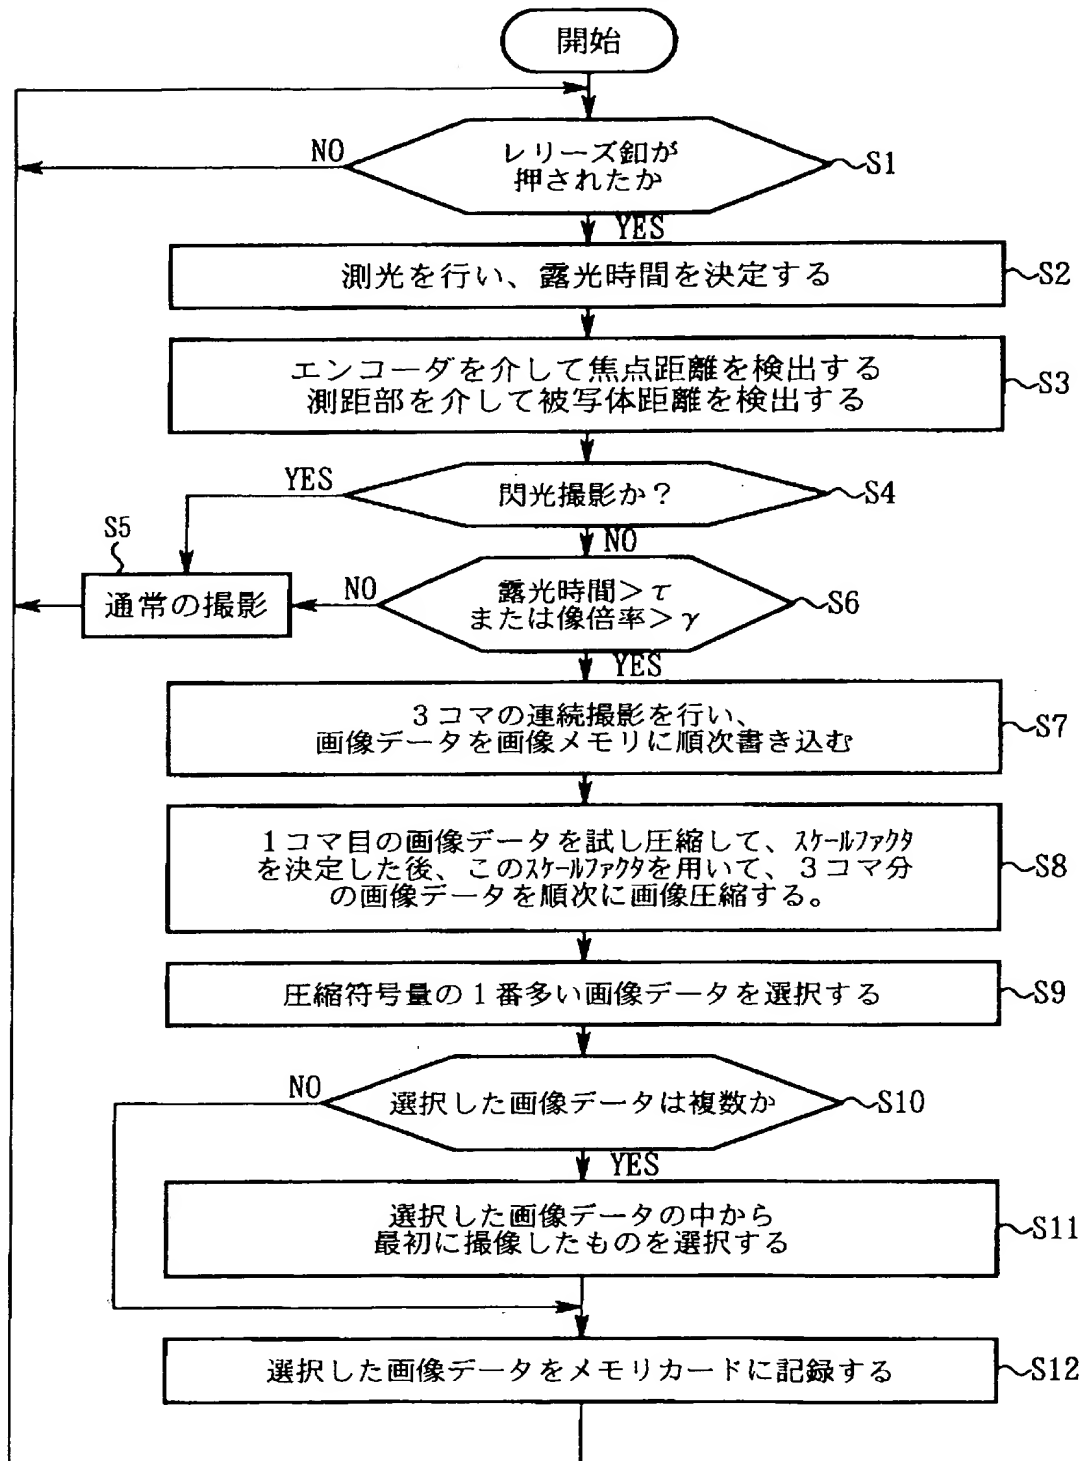 開始
レリーズ釦が
押されたか
NO
S1
YES
測光を行い、露光時間を決定する
S2
エンコーダを介して焦点距離を検出する
測距部を介して被写体距離を検出する
S3
YES
閃光撮影か?
S4
S5
NO
通常の撮影
NO
露光時間>τ
または像倍率>γ
S6
YES
3コマの連続撮影を行い、
画像データを画像メモリに順次書き込む
S7
1コマ目の画像データを試し圧縮して、スケールファクタ
を決定した後、このスケールファクタを用いて、3コマ分
の画像データを順次に画像圧縮する。
S8
圧縮符号量の1番多い画像データを選択する
S9
NO
選択した画像データは複数か
S10
YES
選択した画像データの中から
最初に撮像したものを選択する
S11
選択した画像データをメモリカードに記録する
S12